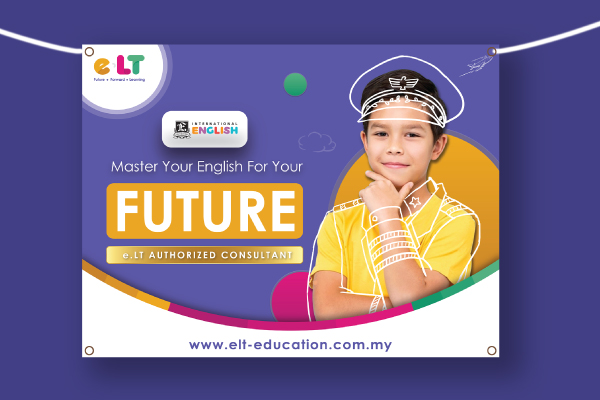 e.LT
Future • Forward • Learning
INTERNATIONAL
ENGLISH
Master Your English For Your
FUTURE
e.LT AUTHORIZED CONSULTANT
www.elt-education.com.my